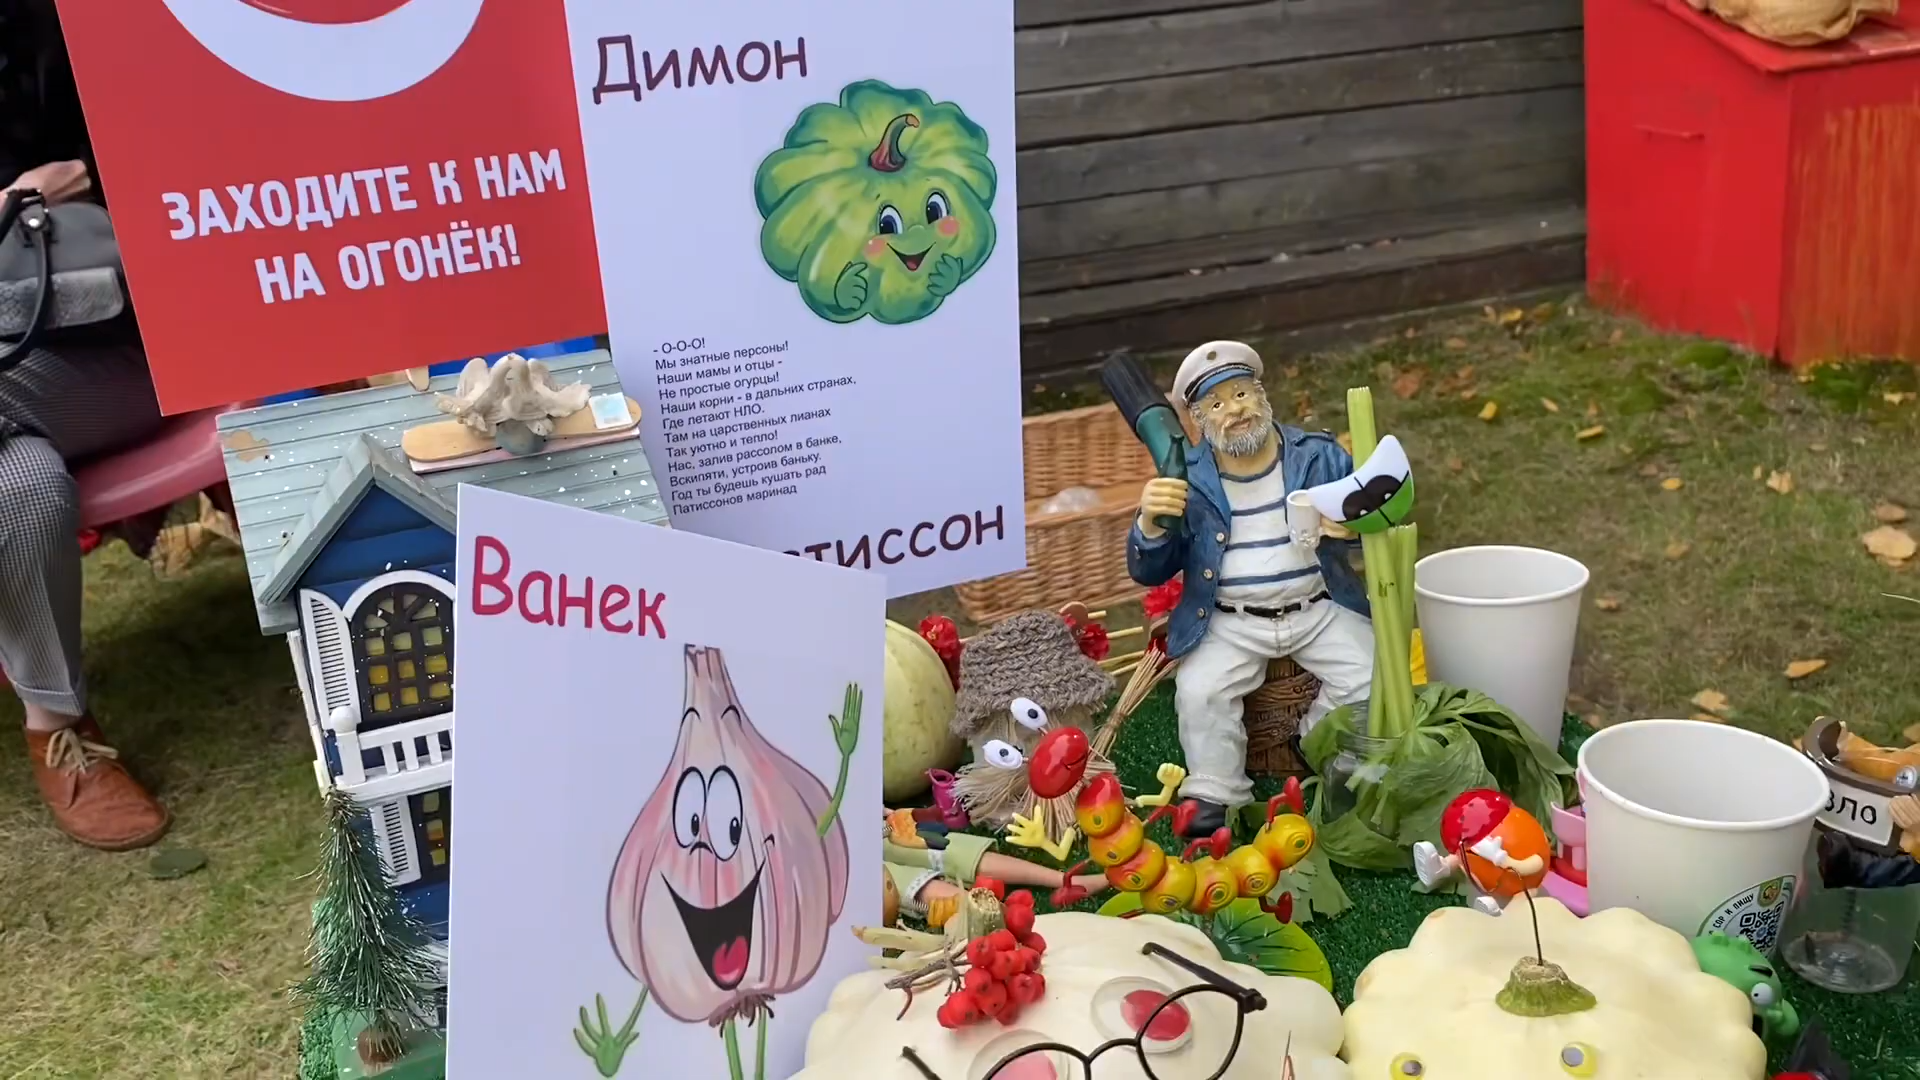 ЗАХОДИТЕ К НАМ
НА ОГОНЁК!
Димон
- О-О-О!
Мы знатные персоны!
Наши мамы и отцы -
Не простые огурцы!
Наши корни - в дальних странах,
Где летают НЛО.
Там на царственных лианах
Так уютно и тепло!
Нас, залив рассолом в банке,
Вскипяти, устроив баньку.
Год ты будешь кушать рад
Патиссонов маринад
тиссон
Ванек
зло
СОР И ПИЩУ